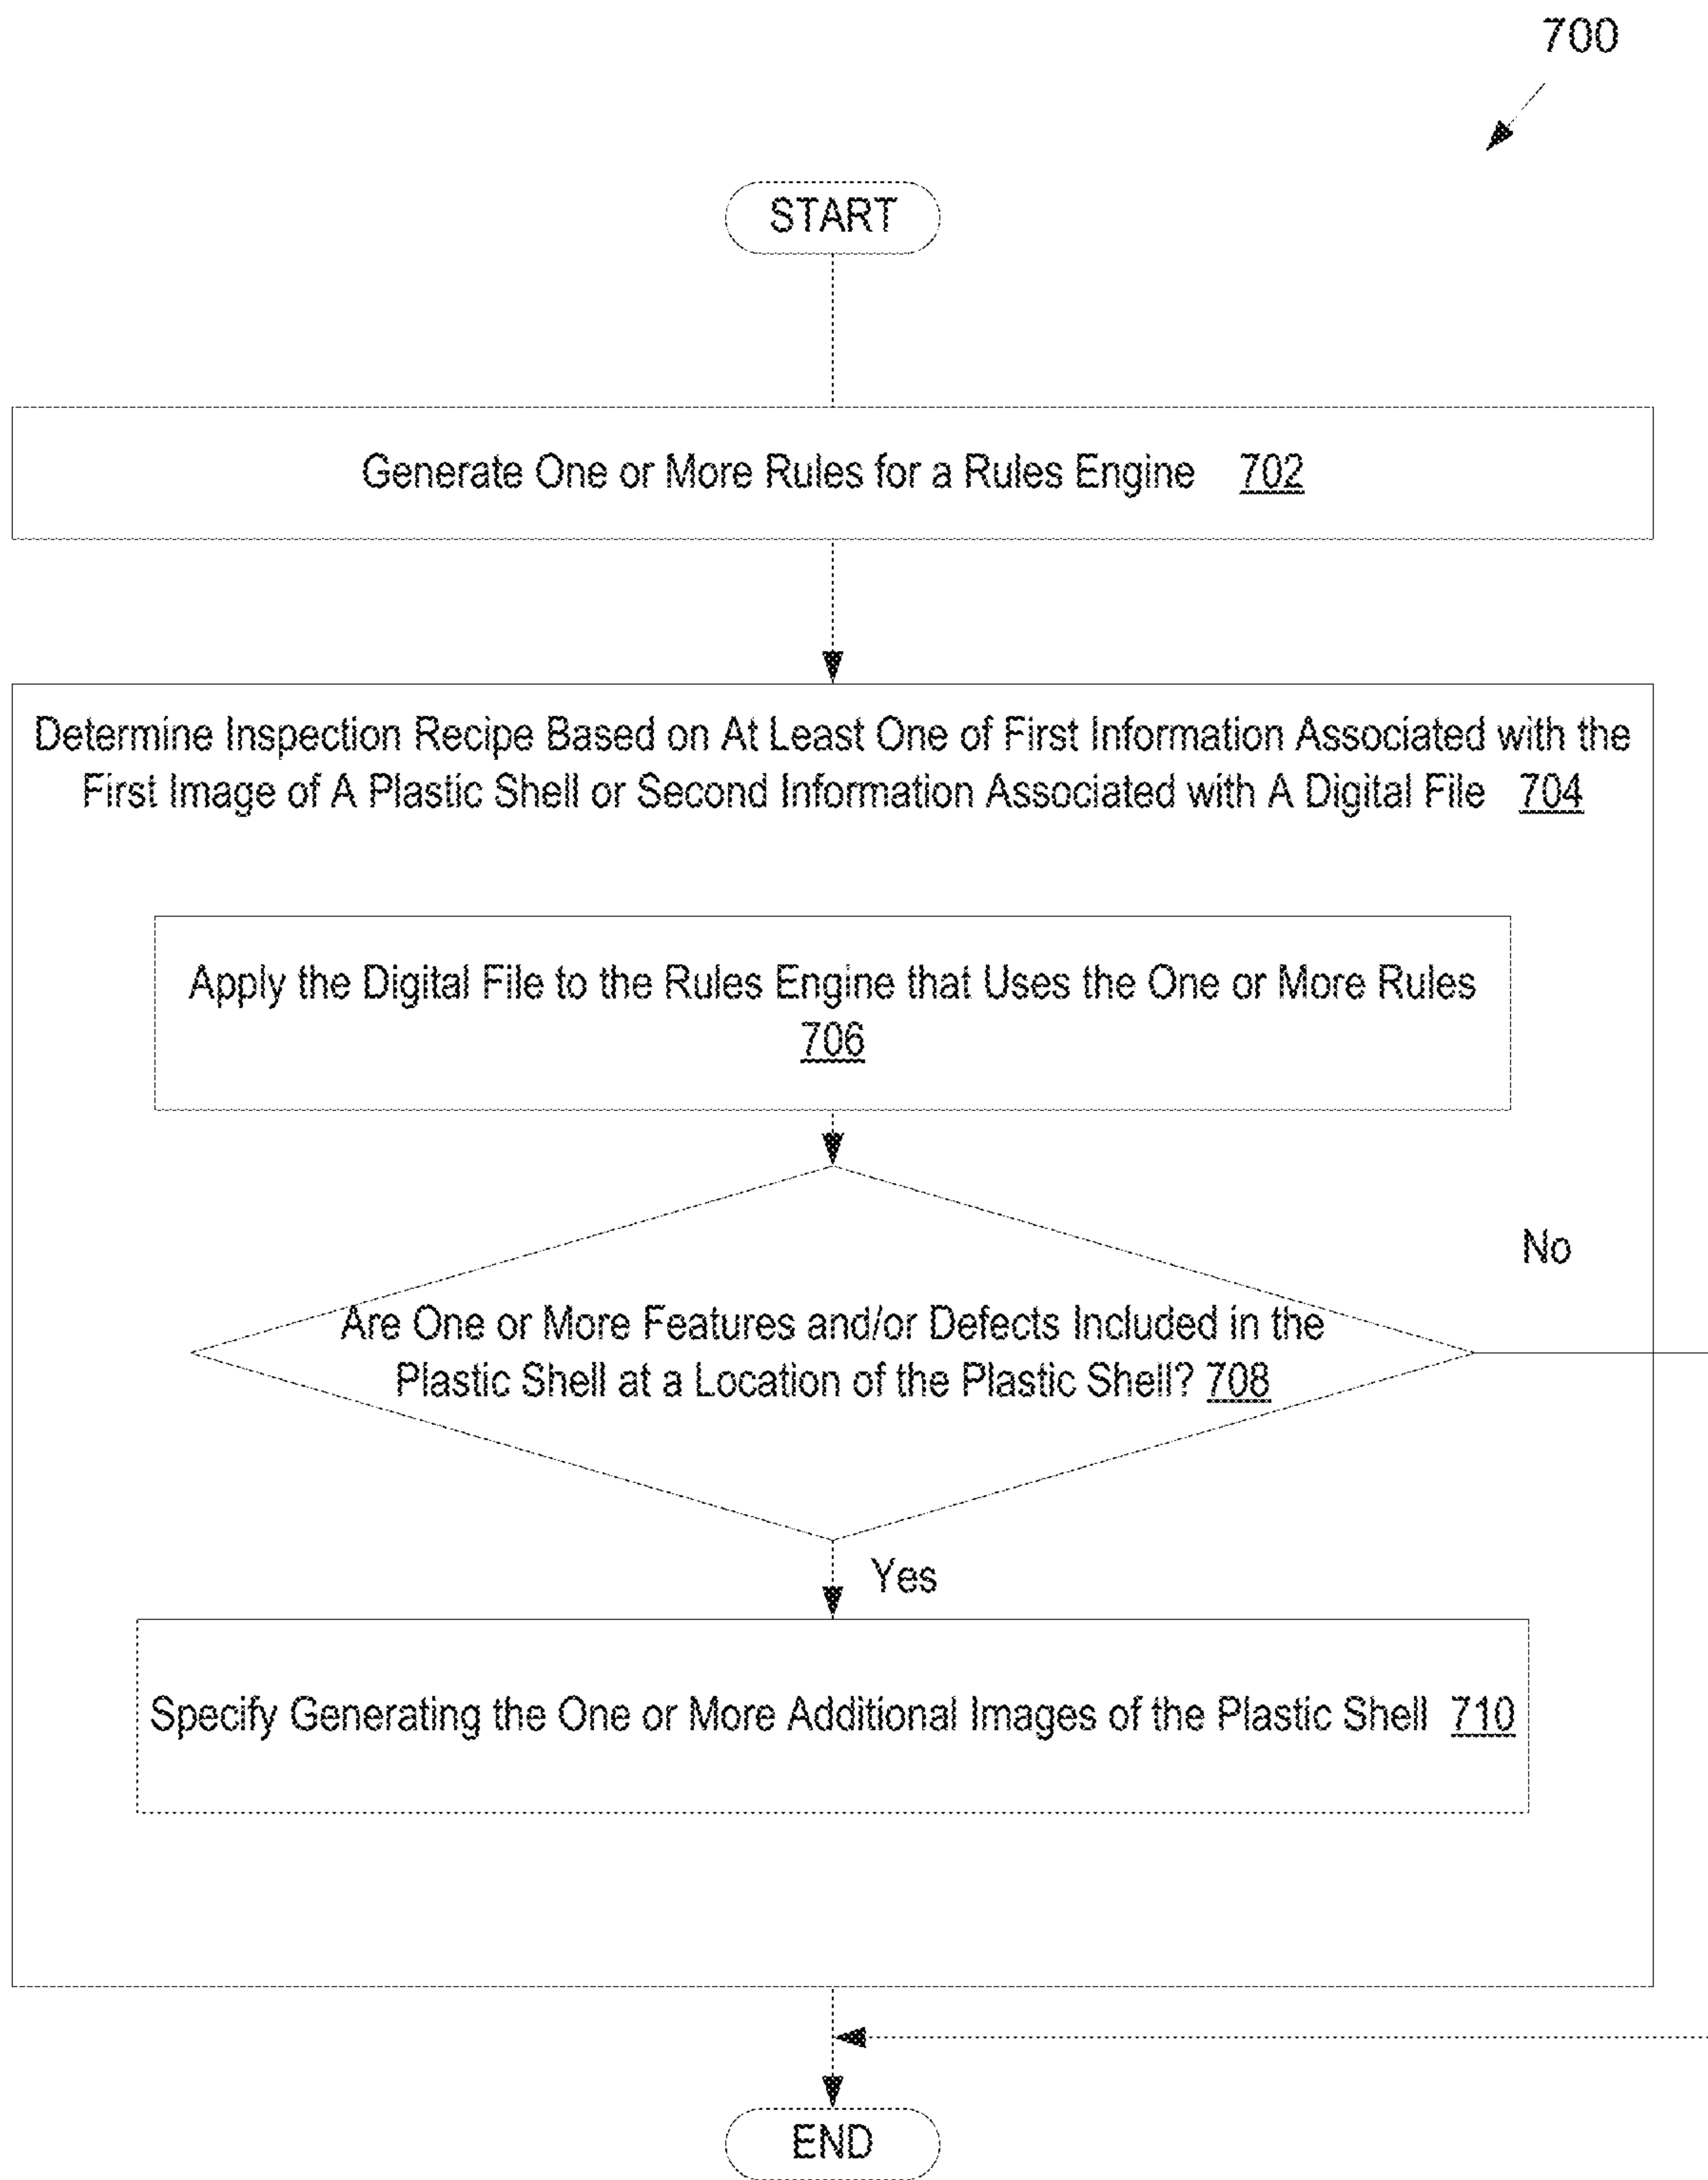 700
START
Generate One or More Rules for a Rules Engine 702
Determine Inspection Recipe Based on At Least One of First Information Associated with the
First Image of A Plastic Shell or Second Information Associated with A Digital File 704
Apply the Digital File to the Rules Engine that Uses the One or More Rules
706
No
Are One or More Features and/or Defects Included in the
Plastic Shell at a Location of the Plastic Shell? 708
Yes
Specify Generating the One or More Additional Images of the Plastic Shell 710
END